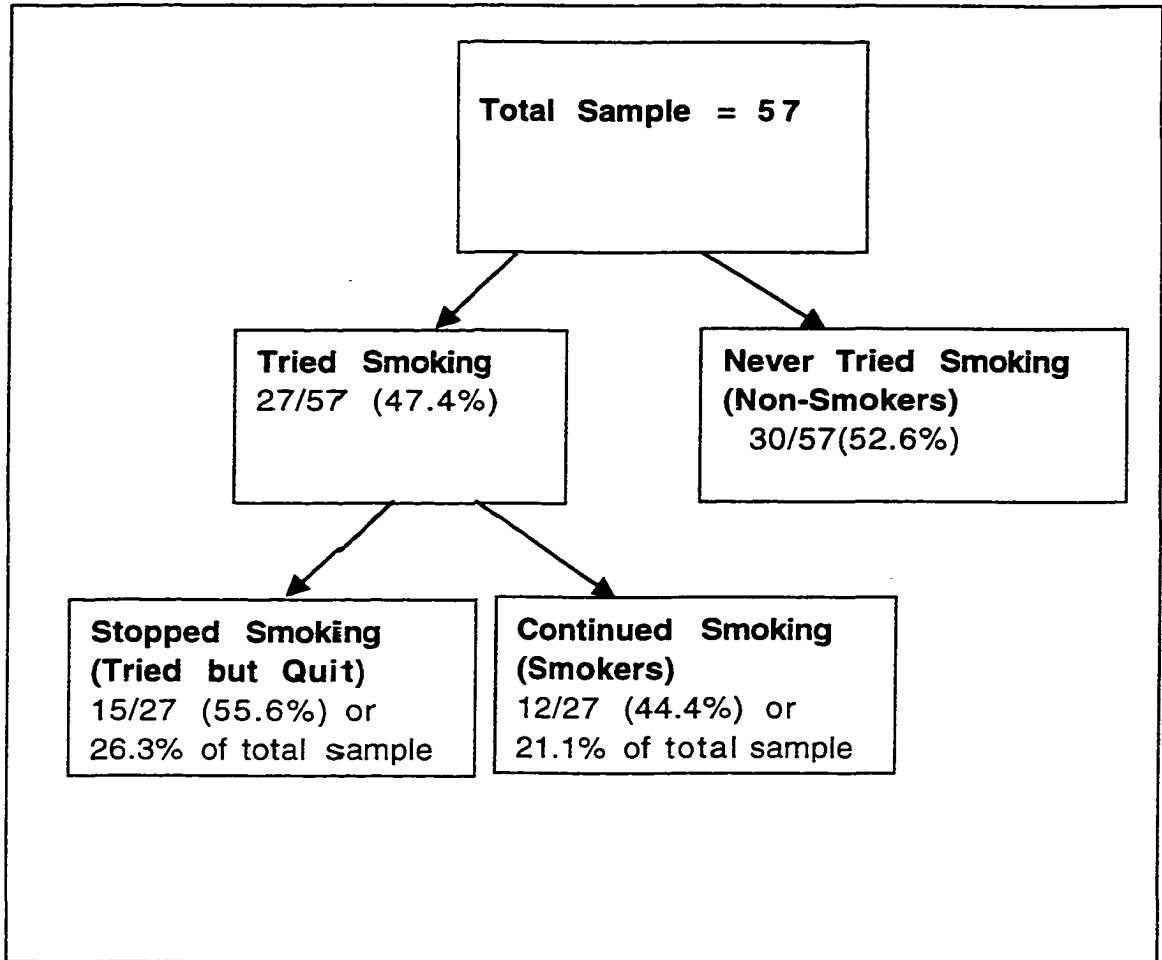 Total Sample = 57
Tried Smoking
27/57 (47.4%)
Never Tried Smoking
(Non-Smokers)
30/57(52.6%)
Stopped Smoking
(Tried but Quit)
15/27 (55.6%) or
26.3% of total sample
Continued Smoking
(Smokers)
12/27 (44.4%) or
21.1% of total sample